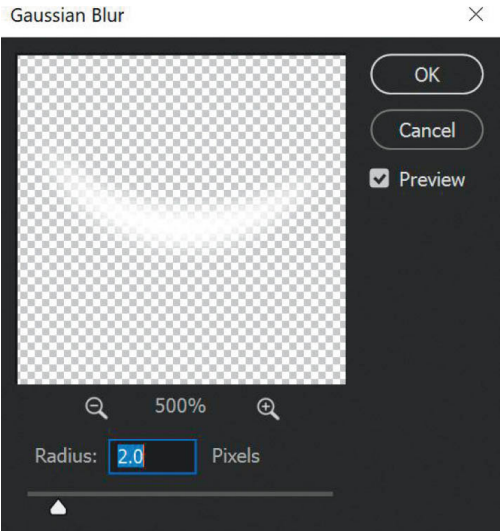 Gaussian Blur
OK
Cancel
Preview
500%
Radius: 2.0 Pixels